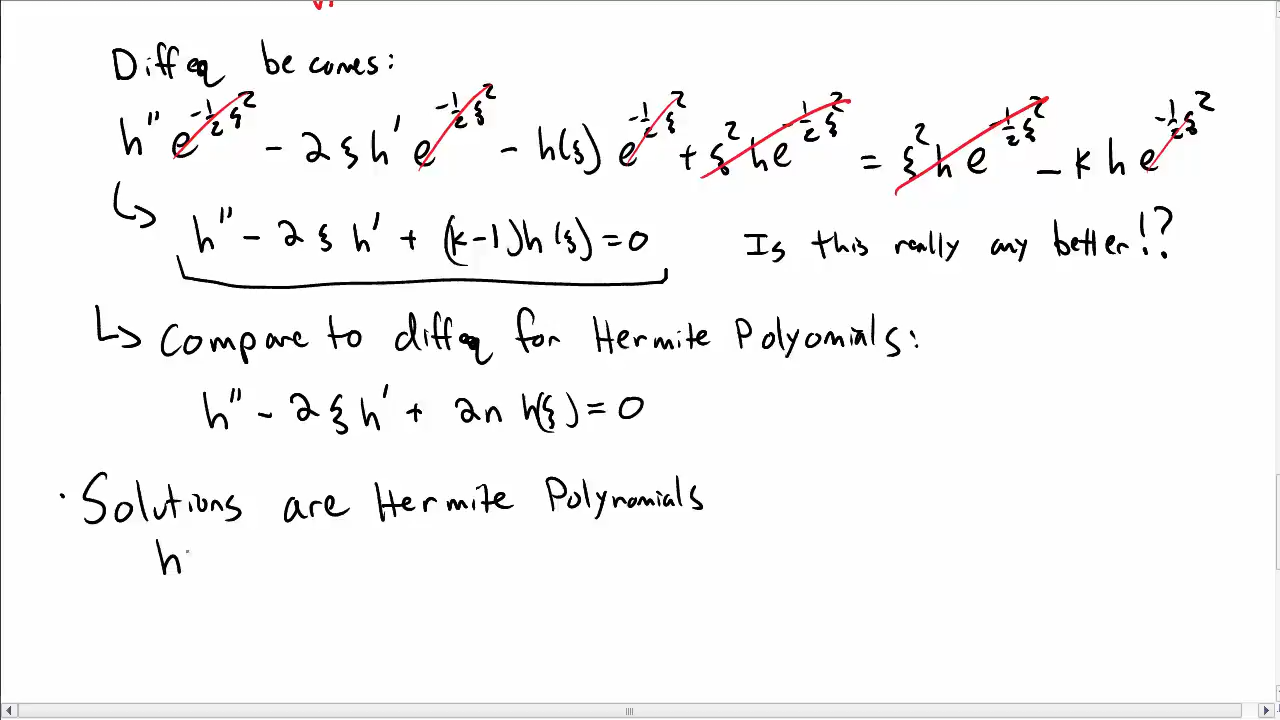 Diffeq becomes:
h'' e^{-1/2 ξ^2} - 2ξh' e^{-1/2 ξ^2} - h(ξ) e^{-1/2 ξ^2} + ξ^2 h e^{-1/2 ξ^2} = ξ^2 h e^{-1/2 ξ^2} - k h e^{-1/2 ξ^2}
↳ h'' - 2ξ h' + (k-1)h(ξ) = 0 Is this really any better!?
↳ Compare to diffeq for Hermite Polyomials:
h'' - 2ξh' + 2n h(ξ) = 0
· Solutions are Hermite Polynomials
h